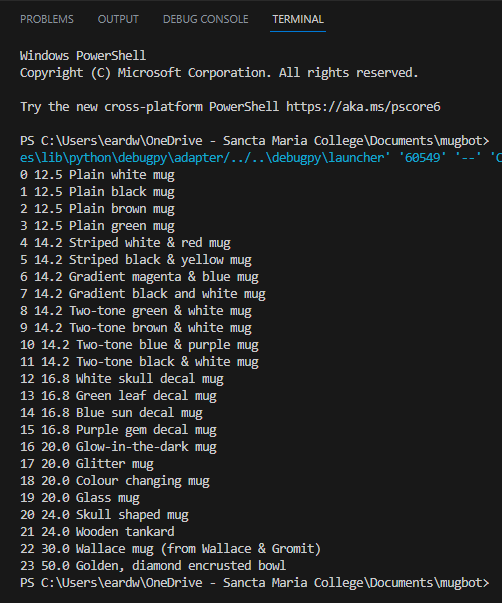 PROBLEMS OUTPUT DEBUG CONSOLE TERMINAL
Windows PowerShell
Copyright (C) Microsoft Corporation. All rights reserved.
Try the new cross-platform PowerShell https://aka.ms/pscore6
PS C:\Users\eardw\OneDrive - Sancta Maria College\Documents\mugbot>
es\lib\python\debugpy\adapter/../..\debugpy\launcher' '60549' '--' 'C
0 12.5 Plain white mug
1 12.5 Plain black mug
2 12.5 Plain brown mug
3 12.5 Plain green mug
4 14.2 Striped white & red mug
5 14.2 Striped black & yellow mug
6 14.2 Gradient magenta & blue mug
7 14.2 Gradient black and white mug
8 14.2 Two-tone green & white mug
9 14.2 Two-tone brown & white mug
10 14.2 Two-tone blue & purple mug
11 14.2 Two-tone black & white mug
12 16.8 White skull decal mug
13 16.8 Green leaf decal mug
14 16.8 Blue sun decal mug
15 16.8 Purple gem decal mug
16 20.0 Glow-in-the-dark mug
17 20.0 Glitter mug
18 20.0 Colour changing mug
19 20.0 Glass mug
20 24.0 Skull shaped mug
21 24.0 Wooden tankard
22 30.0 Wallace mug (from Wallace & Gromit)
23 50.0 Golden, diamond encrusted bowl
PS C:\Users\eardw\OneDrive - Sancta Maria College\Documents\mugbot>